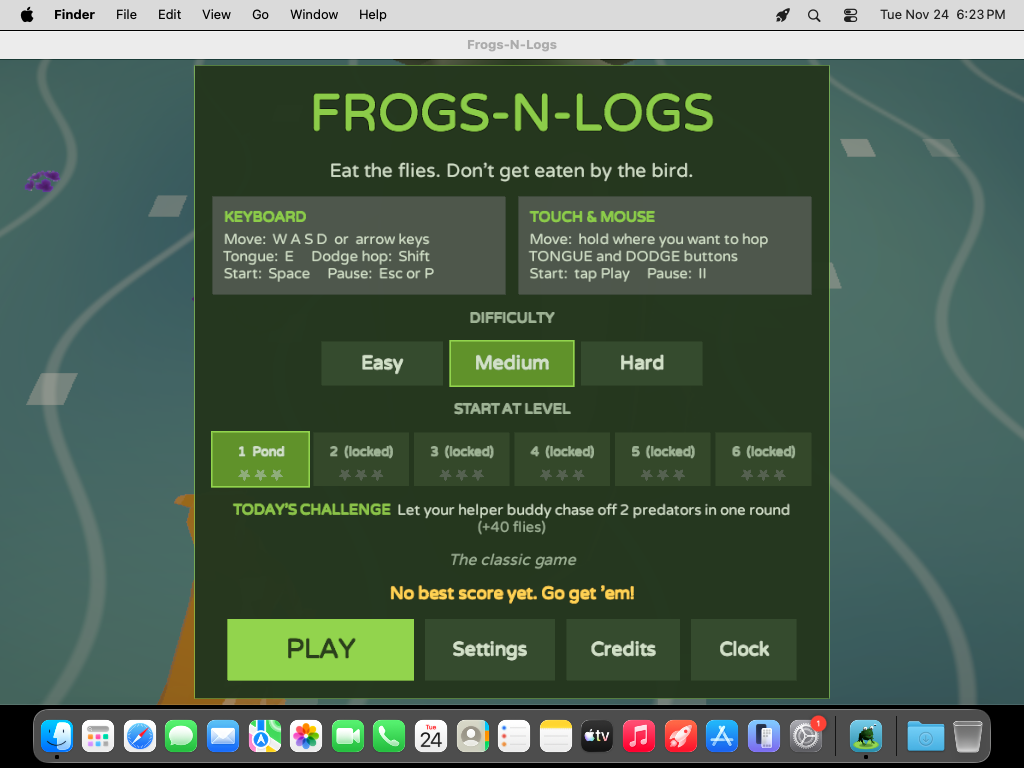 Finder File Edit View Go Window Help Tue Nov 24 6:23 PM
Frogs-N-Logs
FROGS-N-LOGS
Eat the flies. Don't get eaten by the bird.
KEYBOARD
Move: W A S D or arrow keys
Tongue: E Dodge hop: Shift
Start: Space Pause: Esc or P
TOUCH & MOUSE
Move: hold where you want to hop
TONGUE and DODGE buttons
Start: tap Play Pause: II
DIFFICULTY
Easy Medium Hard
START AT LEVEL
1 Pond 2 (locked) 3 (locked) 4 (locked) 5 (locked) 6 (locked)
TODAY'S CHALLENGE Let your helper buddy chase off 2 predators in one round
(+40 flies)
The classic game
No best score yet. Go get 'em!
PLAY Settings Credits Clock
Tue
24
tv
1